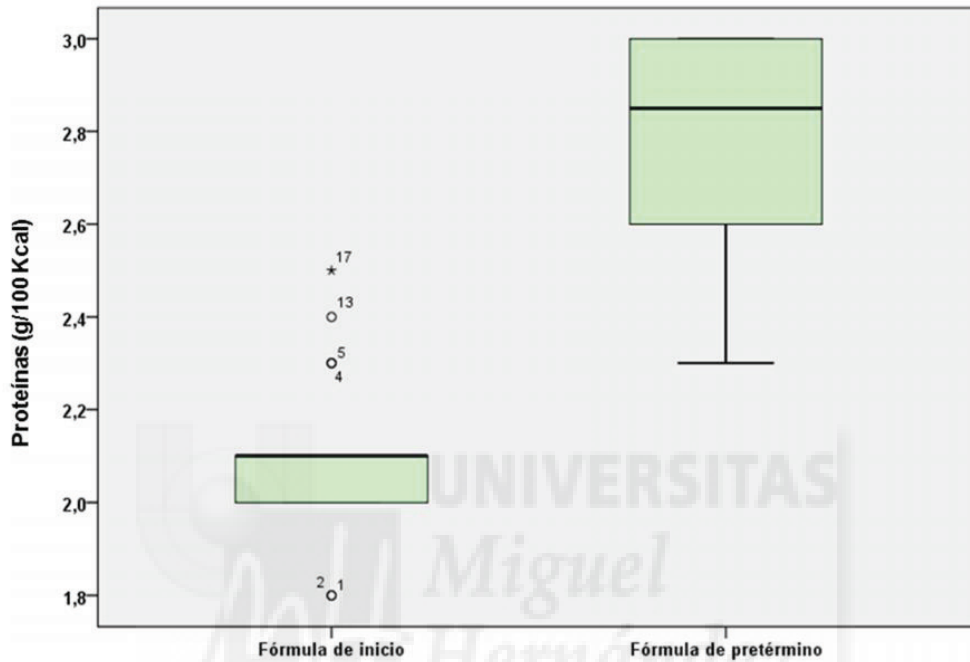 Proteínas (g/100 Kcal)
3,0
2,8
2,6
2,4
2,2
2,0
1,8
17
13
5
4
2
1
Fórmula de inicio
Fórmula de pretérmino
UNIVERSITAS
Miguel
Hernández